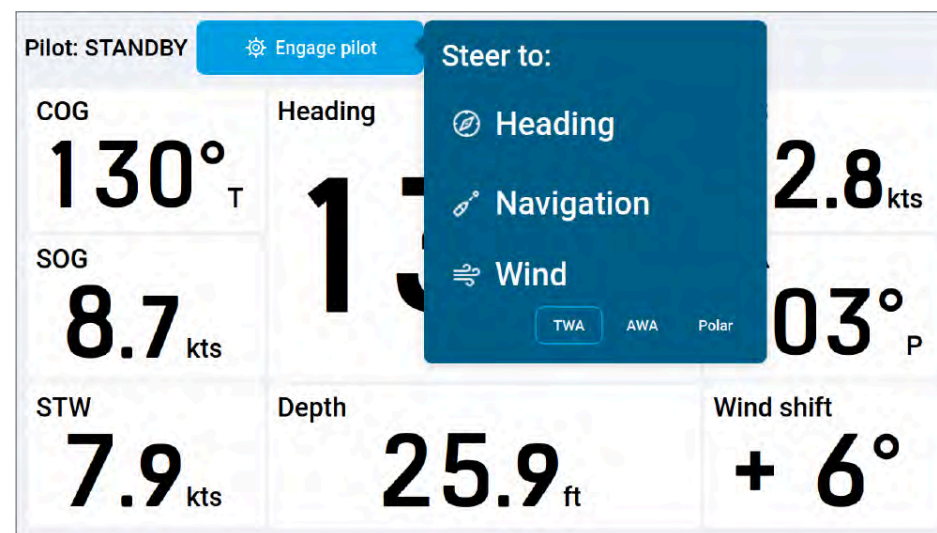 Pilot: STANDBY
Engage pilot
Steer to:
Heading
Navigation
Wind
TWA AWA Polar
COG
130° T
Heading
SOG
8.7 kts
2.8 kts
03° P
STW
7.9 kts
Depth
25.9 ft
Wind shift
+ 6°